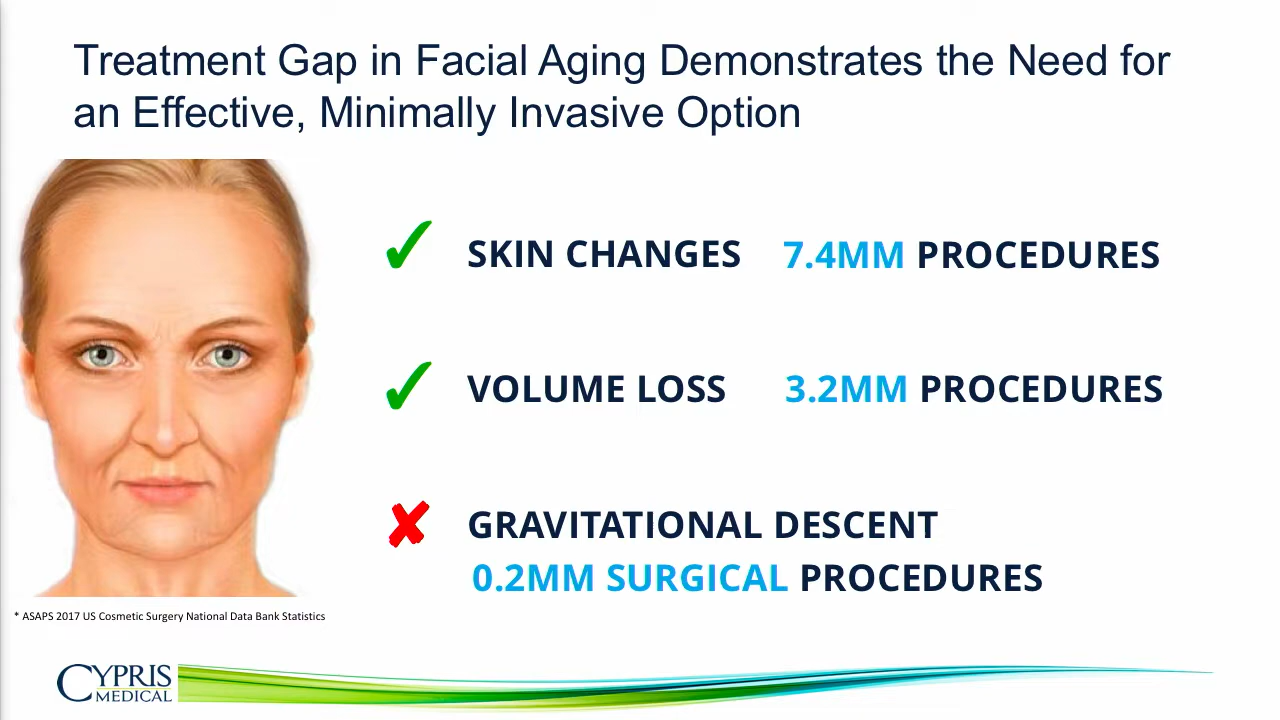 Treatment Gap in Facial Aging Demonstrates the Need for
an Effective, Minimally Invasive Option
✓ SKIN CHANGES 7.4MM PROCEDURES
✓ VOLUME LOSS 3.2MM PROCEDURES
✘ GRAVITATIONAL DESCENT
0.2MM SURGICAL PROCEDURES
* ASAPS 2017 US Cosmetic Surgery National Data Bank Statistics
CYPRIS
MEDICAL